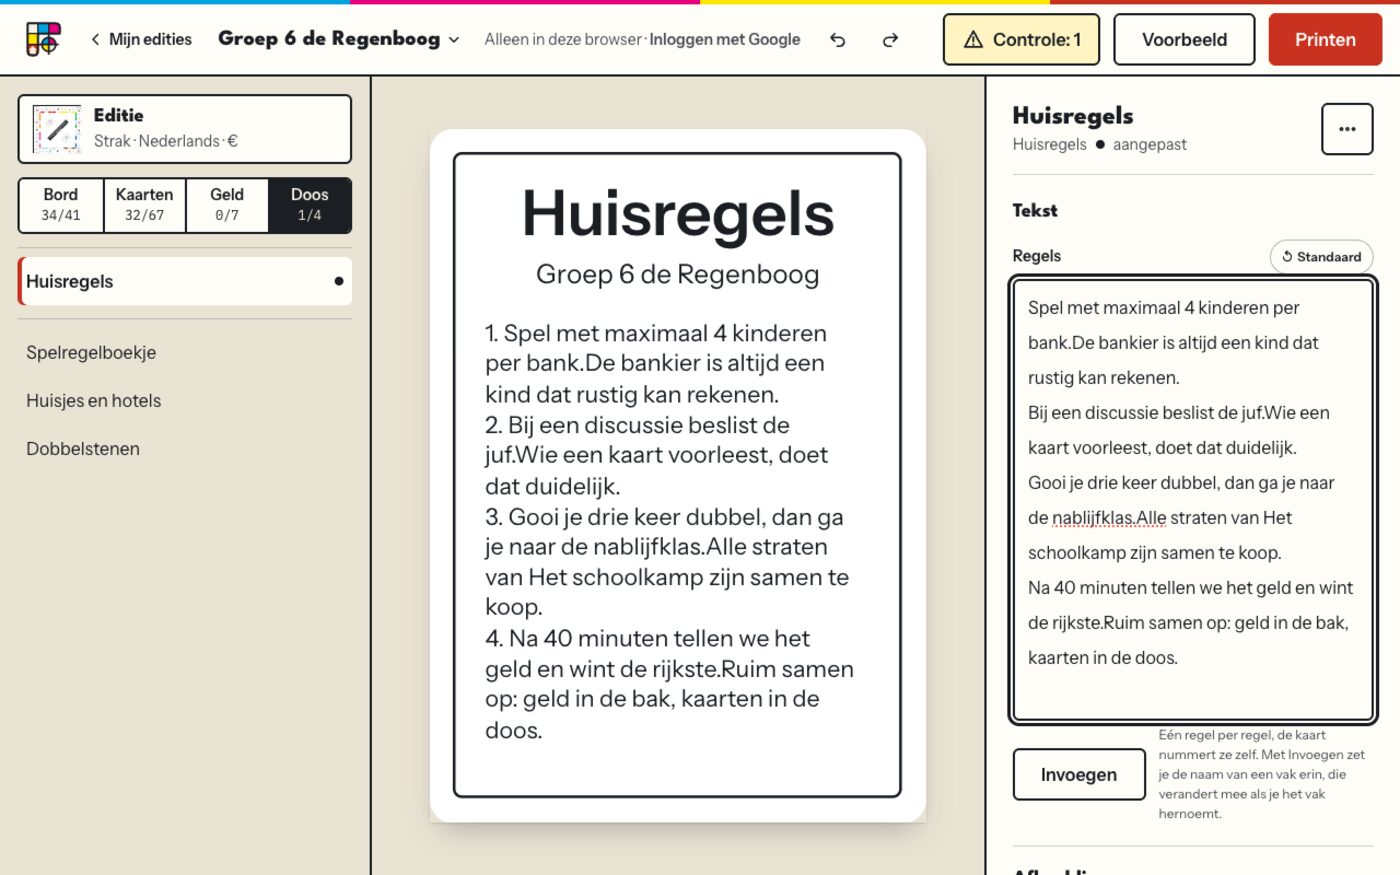 Mijn edities
Groep 6 de Regenboog
Alleen in deze browser · Inloggen met Google
Controle: 1
Voorbeeld
Printen
Editie
Strak · Nederlands · €
Bord
34/41
Kaarten
32/67
Geld
0/7
Doos
1/4
Huisregels
Spelregelboekje
Huisjes en hotels
Dobbelstenen
Huisregels
Groep 6 de Regenboog
1. Spel met maximaal 4 kinderen
per bank.De bankier is altijd een
kind dat rustig kan rekenen.
2. Bij een discussie beslist de
juf.Wie een kaart voorleest, doet
dat duidelijk.
3. Gooi je drie keer dubbel, dan ga
je naar de nablijfklas.Alle straten
van Het schoolkamp zijn samen te
koop.
4. Na 40 minuten tellen we het
geld en wint de rijkste.Ruim samen
op: geld in de bak, kaarten in de
doos.
Huisregels
Huisregels ● aangepast
Tekst
Regels
Standaard
Spel met maximaal 4 kinderen per
bank.De bankier is altijd een kind dat
rustig kan rekenen.
Bij een discussie beslist de juf.Wie een
kaart voorleest, doet dat duidelijk.
Gooi je drie keer dubbel, dan ga je naar
de nablijfklas.Alle straten van Het
schoolkamp zijn samen te koop.
Na 40 minuten tellen we het geld en wint
de rijkste.Ruim samen op: geld in de bak,
kaarten in de doos.
Invoegen
Eén regel per regel, de kaart
nummert ze zelf. Met Invoegen zet
je de naam van een vak erin, die
verandert mee als je het vak
hernoemt.